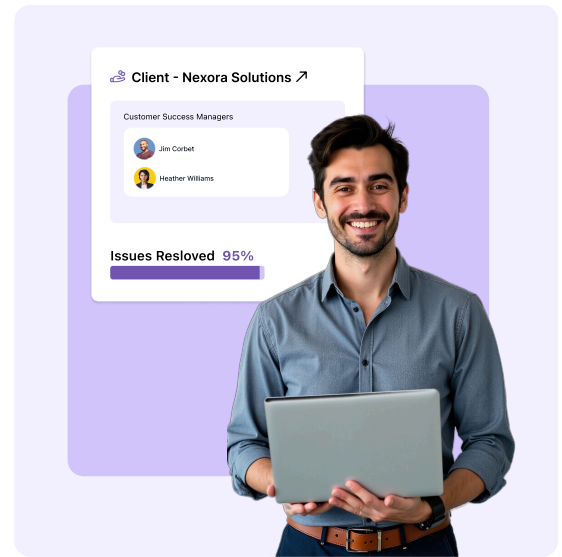 Client - Nexora Solutions
Customer Success Managers
Jim Corbet
Heather Williams
Issues Resloved 95%